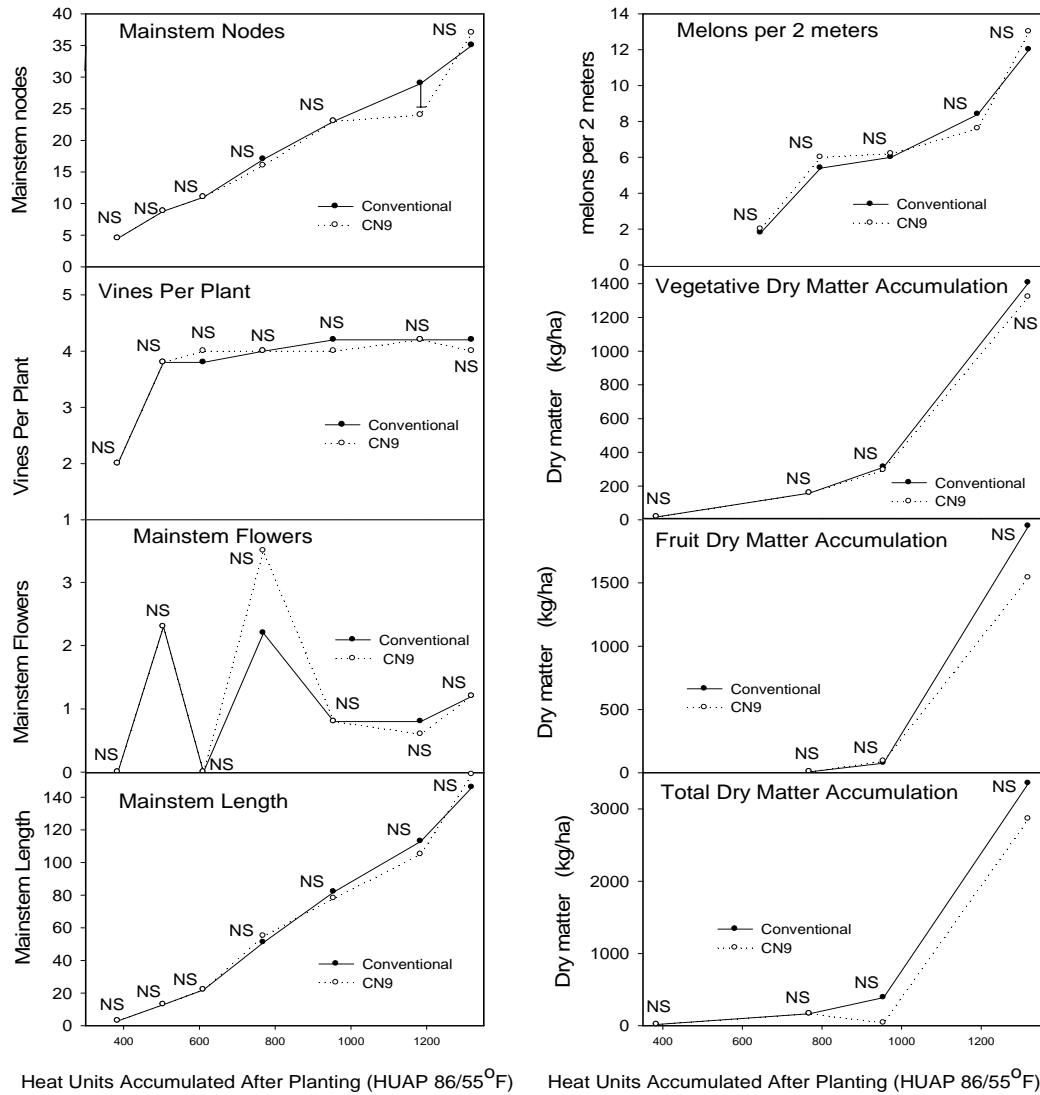 Mainstem Nodes
Mainstem nodes
40
35
30
25
20
15
10
5
0
NS
NS
NS
NS
NS
NS
Conventional
CN9
Vines Per Plant
Vines Per Plant
5
4
3
2
1
NS
NS
NS
NS
NS
NS
NS
Conventional
CN9
Mainstem Flowers
Mainstem Flowers
3
2
1
0
NS
NS
NS
NS
NS
NS
NS
Conventional
CN9
Mainstem Length
Mainstem Length
140
120
100
80
60
40
20
0
NS
NS
NS
NS
NS
NS
NS
Conventional
CN9
400
600
800
1000
1200
Heat Units Accumulated After Planting (HUAP 86/55°F)
Melons per 2 meters
melons per 2 meters
14
12
10
8
6
4
2
0
NS
NS
NS
NS
NS
Conventional
CN9
Vegetative Dry Matter Accumulation
Dry matter (kg/ha)
1400
1200
1000
800
600
400
200
0
NS
NS
NS
NS
Conventional
CN9
Fruit Dry Matter Accumulation
Dry matter (kg/ha)
1500
1000
500
0
NS
NS
NS
Conventional
CN9
Total Dry Matter Accumulation
Dry matter (kg/ha)
3000
2000
1000
0
NS
NS
NS
NS
Conventional
CN9
400
600
800
1000
1200
Heat Units Accumulated After Planting (HUAP 86/55°F)